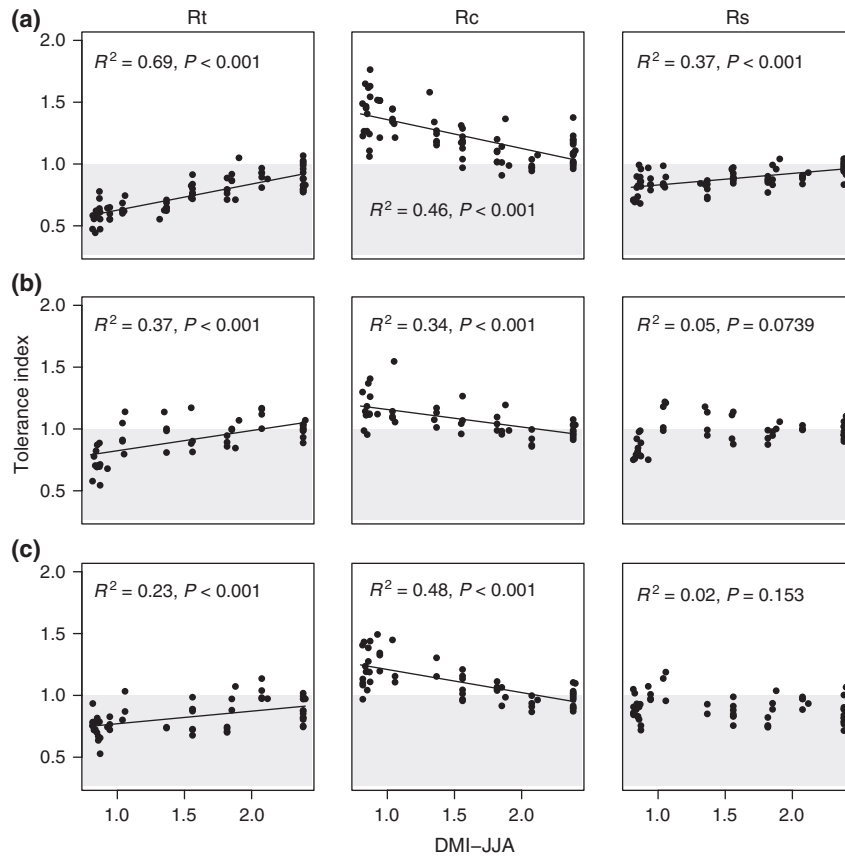 (a)
Rt
Rc
Rs
2.0
1.5
1.0
0.5
R² = 0.69, P < 0.001
R² = 0.46, P < 0.001
R² = 0.37, P < 0.001
(b)
Tolerance index
2.0
1.5
1.0
0.5
R² = 0.37, P < 0.001
R² = 0.34, P < 0.001
R² = 0.05, P = 0.0739
(c)
2.0
1.5
1.0
0.5
R² = 0.23, P < 0.001
R² = 0.48, P < 0.001
R² = 0.02, P = 0.153
1.0 1.5 2.0
1.0 1.5 2.0
1.0 1.5 2.0
DMI–JJA